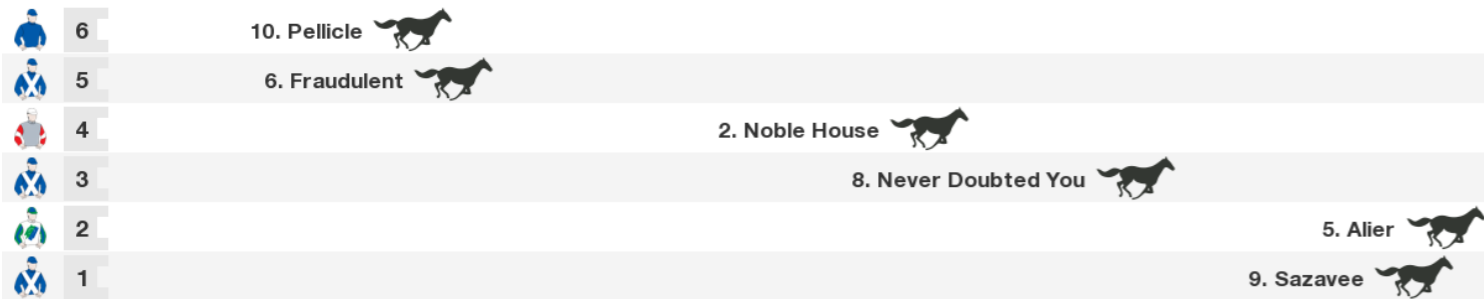 6 10. Pellicle
5 6. Fraudulent
4 2. Noble House
3 8. Never Doubted You
2 5. Alier
1 9. Sazavee